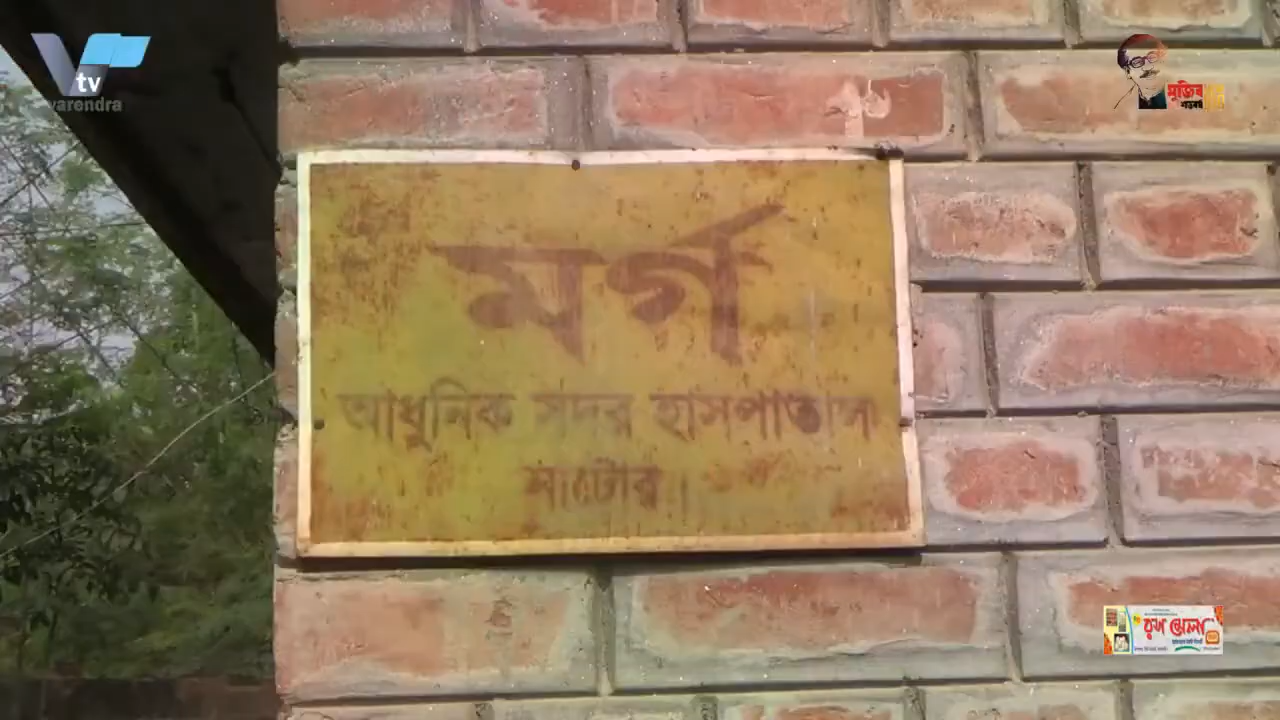 tv
varendra
মুজিব
মর্গ
আধুনিক সদর হাসপাতাল
নাটোর।